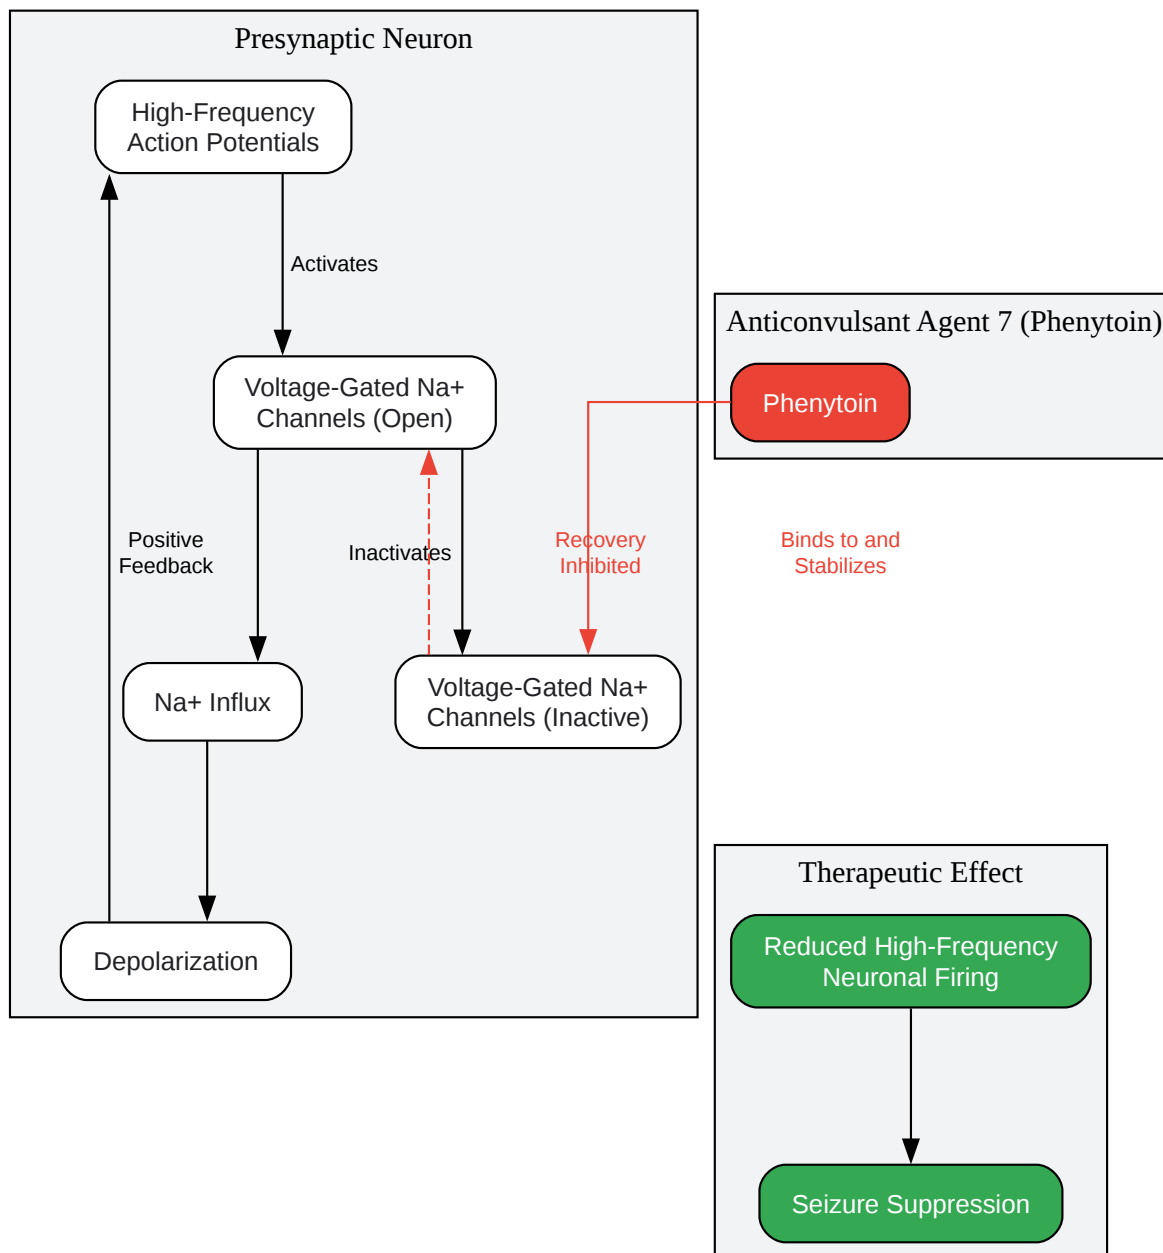 Presynaptic Neuron
High-Frequency
Action Potentials
Activates
Anticonvulsant Agent 7 (Phenytoin)
Phenytoin
Voltage-Gated Na+
Channels (Open)
Positive
Feedback
Inactivates
Recovery
Inhibited
Binds to and
Stabilizes
Na+ Influx
Voltage-Gated Na+
Channels (Inactive)
Depolarization
Therapeutic Effect
Reduced High-Frequency
Neuronal Firing
Seizure Suppression